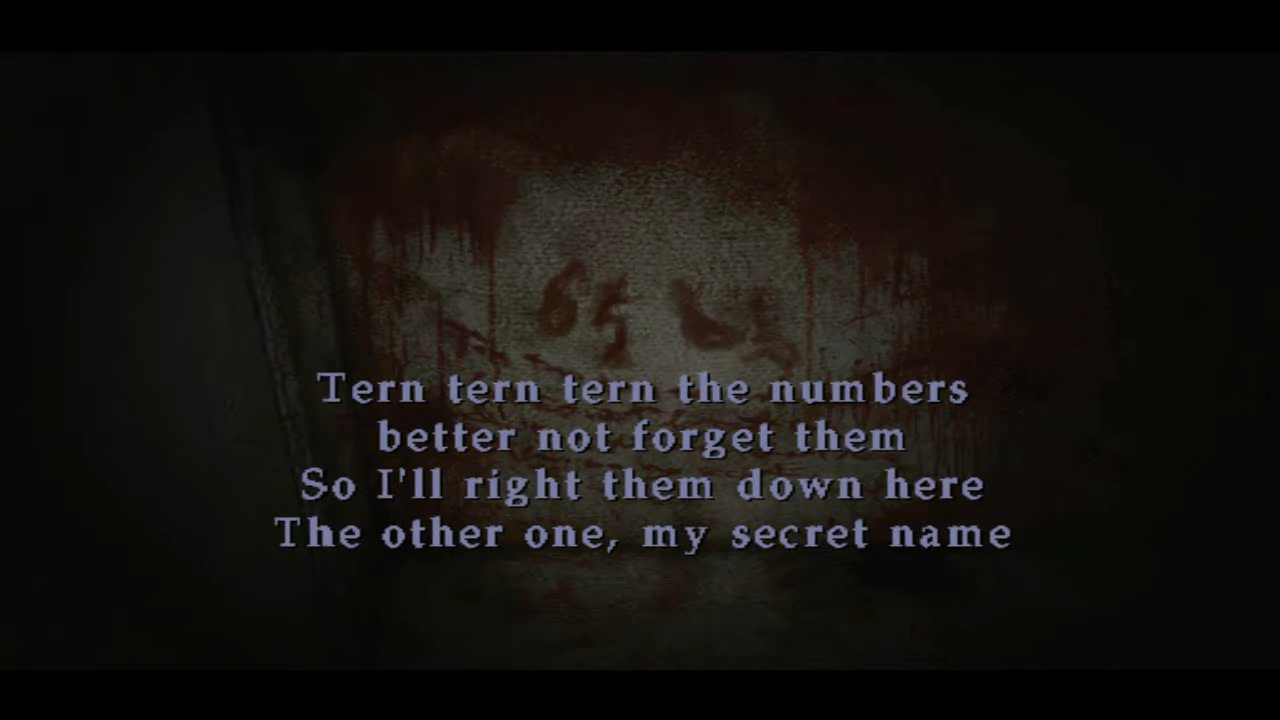 Tern tern tern the numbers
better not forget them
So I'll right them down here
The other one, my secret name